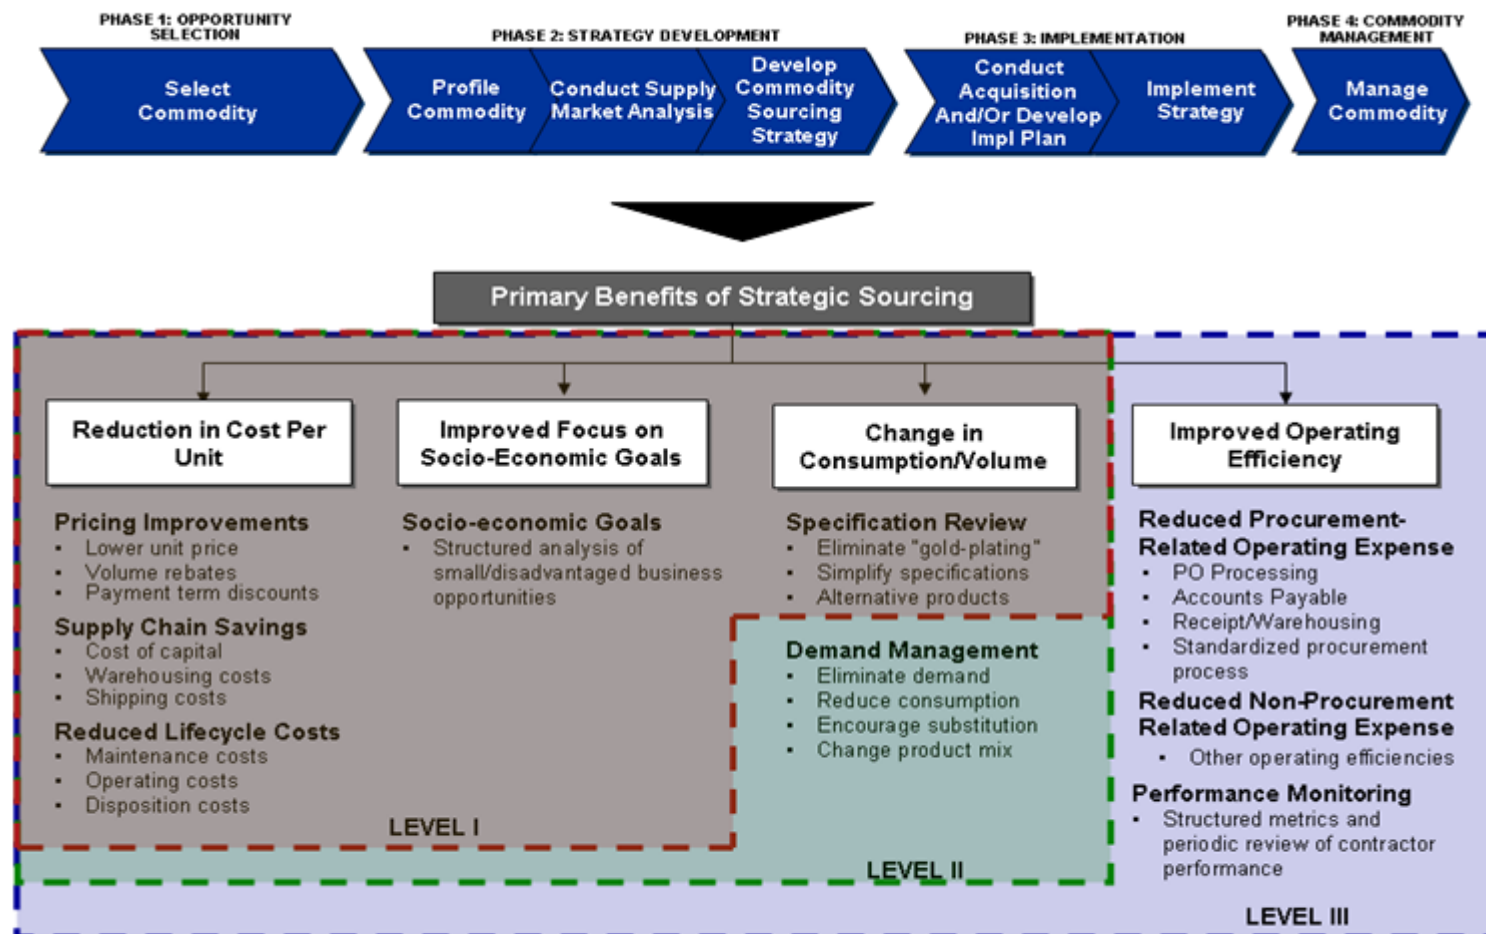 PHASE 1: OPPORTUNITY
SELECTION
PHASE 2: STRATEGY DEVELOPMENT
PHASE 3: IMPLEMENTATION
PHASE 4: COMMODITY
MANAGEMENT
Select
Commodity
Profile
Commodity
Conduct Supply
Market Analysis
Develop
Commodity
Sourcing
Strategy
Conduct
Acquisition
And/Or Develop
Impl Plan
Implement
Strategy
Manage
Commodity
Primary Benefits of Strategic Sourcing
Reduction in Cost Per
Unit
Pricing Improvements
▪ Lower unit price
▪ Volume rebates
▪ Payment term discounts
Supply Chain Savings
▪ Cost of capital
▪ Warehousing costs
▪ Shipping costs
Reduced Lifecycle Costs
▪ Maintenance costs
▪ Operating costs
▪ Disposition costs
Improved Focus on
Socio-Economic Goals
Socio-economic Goals
▪ Structured analysis of
small/disadvantaged business
opportunities
LEVEL I
Change in
Consumption/Volume
Specification Review
▪ Eliminate "gold-plating"
▪ Simplify specifications
▪ Alternative products
Demand Management
▪ Eliminate demand
▪ Reduce consumption
▪ Encourage substitution
▪ Change product mix
LEVEL II
Improved Operating
Efficiency
Reduced Procurement-
Related Operating Expense
▪ PO Processing
▪ Accounts Payable
▪ Receipt/Warehousing
▪ Standardized procurement
process
Reduced Non-Procurement
Related Operating Expense
▪ Other operating efficiencies
Performance Monitoring
▪ Structured metrics and
periodic review of contractor
performance
LEVEL III